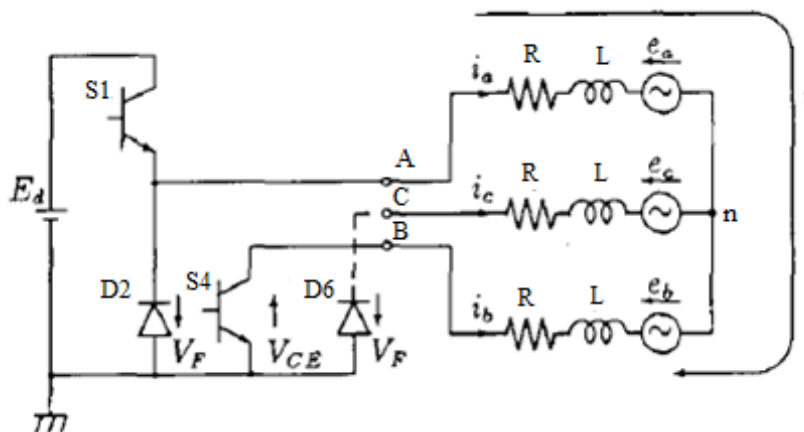 R L e_a
S1 i_a
A
E_d R L e_c
C i_c n
B
D2 S4 D6 R L e_b
V_F V_CE V_F i_b